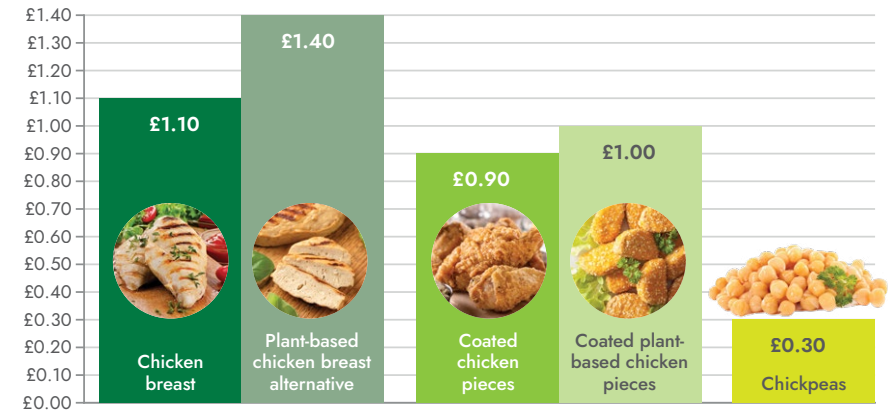 £1.40
£1.30
£1.20
£1.10
£1.00
£0.90
£0.80
£0.70
£0.60
£0.50
£0.40
£0.30
£0.20
£0.10
£0.00
£1.10
Chicken
breast
£1.40
Plant-based
chicken breast
alternative
£0.90
Coated
chicken
pieces
£1.00
Coated plant-
based chicken
pieces
£0.30
Chickpeas